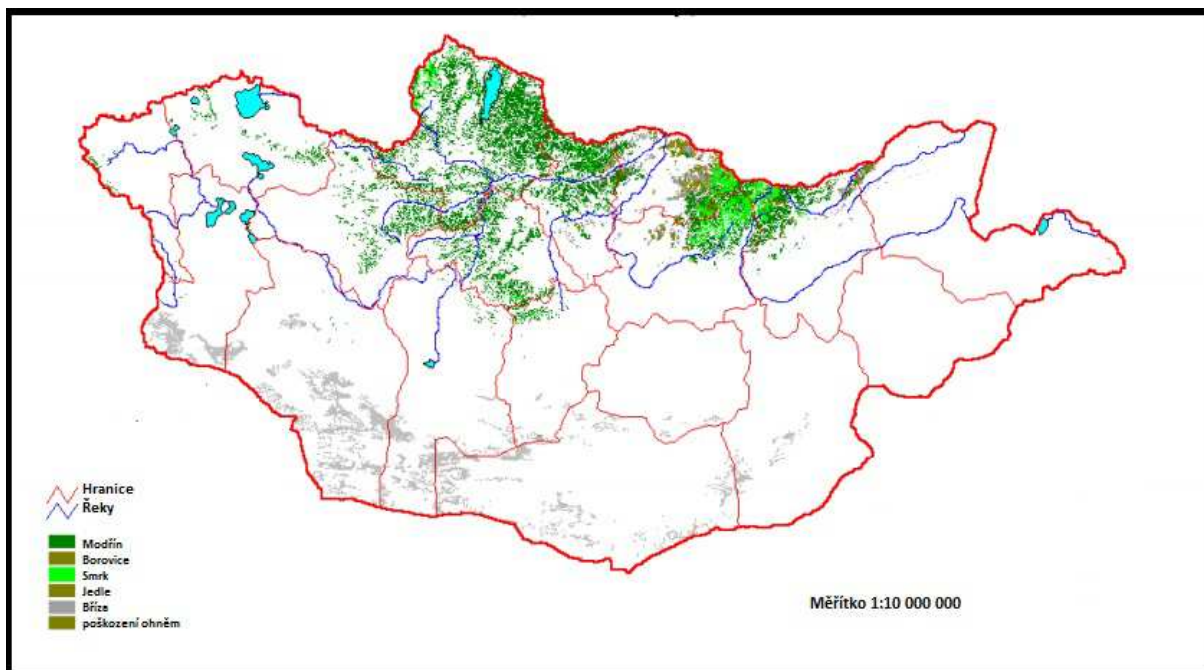 Hranice
Řeky
Modřín
Borovice
Smrk
Jedle
Bříza
poškození ohněm
Měřítko 1:10 000 000